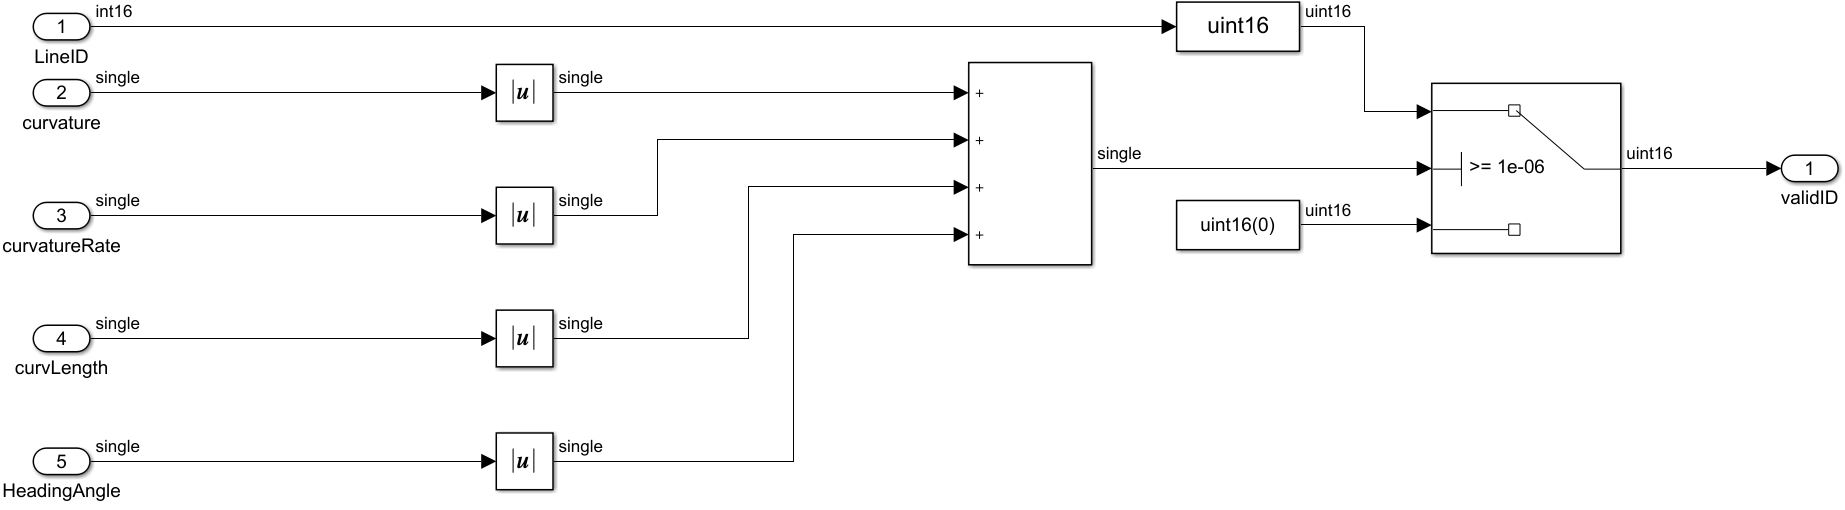 1
int16
LineID
uint16
uint16
2
single
curvature
|u|
single
+
3
single
curvatureRate
|u|
single
+
4
single
curvLength
|u|
single
+
5
single
HeadingAngle
|u|
single
+
single
uint16(0)
uint16
>= 1e-06
uint16
1
validID